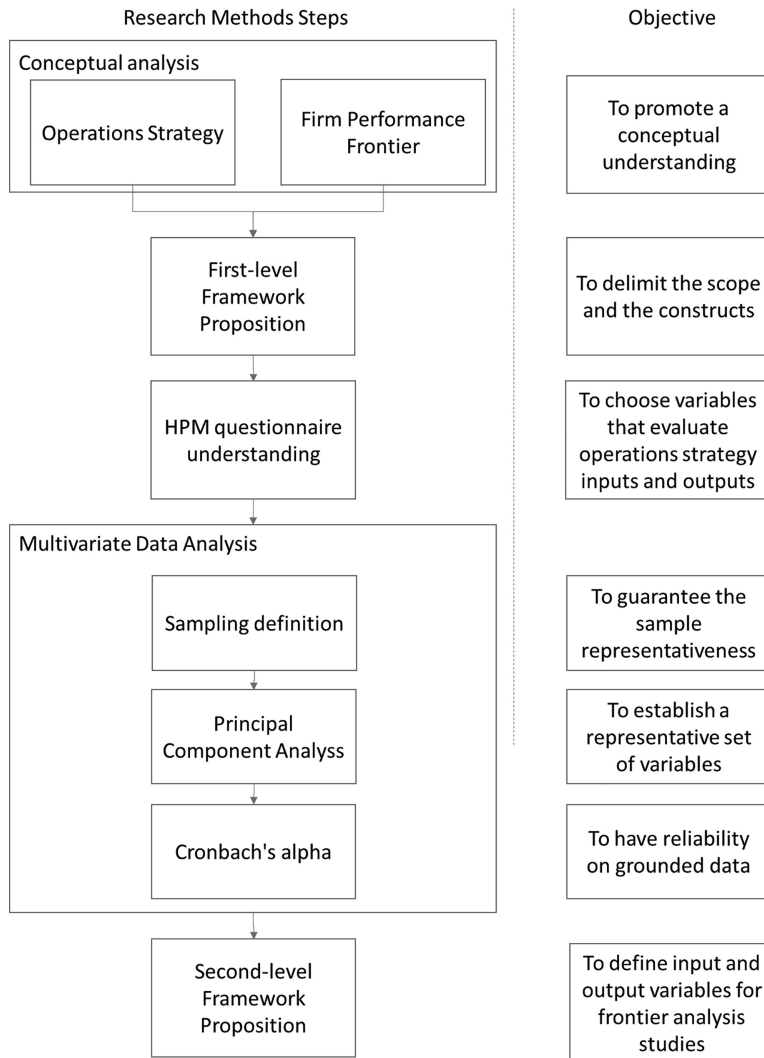 Research Methods Steps
Objective
Conceptual analysis
Operations Strategy
Firm Performance
Frontier
To promote a
conceptual
understanding
First-level
Framework
Proposition
To delimit the scope
and the constructs
HPM questionnaire
understanding
To choose variables
that evaluate
operations strategy
inputs and outputs
Multivariate Data Analysis
Sampling definition
To guarantee the
sample
representativeness
Principal
Component Analyss
To establish a
representative set
of variables
Cronbach's alpha
To have reliability
on grounded data
Second-level
Framework
Proposition
To define input and
output variables for
frontier analysis
studies